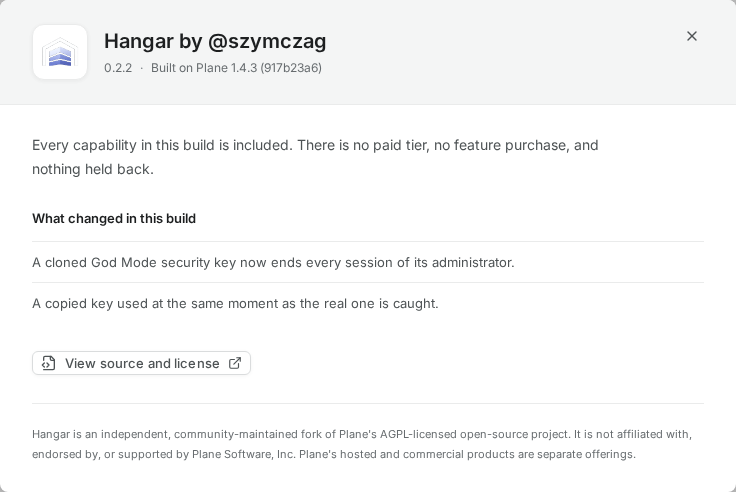 Hangar by @szymczag
0.2.2 · Built on Plane 1.4.3 (917b23a6)
Every capability in this build is included. There is no paid tier, no feature purchase, and
nothing held back.
What changed in this build
A cloned God Mode security key now ends every session of its administrator.
A copied key used at the same moment as the real one is caught.
View source and license
Hangar is an independent, community-maintained fork of Plane's AGPL-licensed open-source project. It is not affiliated with,
endorsed by, or supported by Plane Software, Inc. Plane's hosted and commercial products are separate offerings.